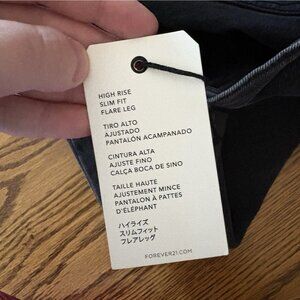 HIGH RISE
SLIM FIT
FLARE LEG
TIRO ALTO
AJUSTADO
PANTALÓN ACAMPANADO
CINTURA ALTA
AJUSTE FINO
CALÇA BOCA DE SINO
TAILLE HAUTE
AJUSTEMENT MINCE
PANTALON À PATTES
D'ÉLÉPHANT
ハイライズ
スリムフィット
フレアレッグ
FOREVER21.COM